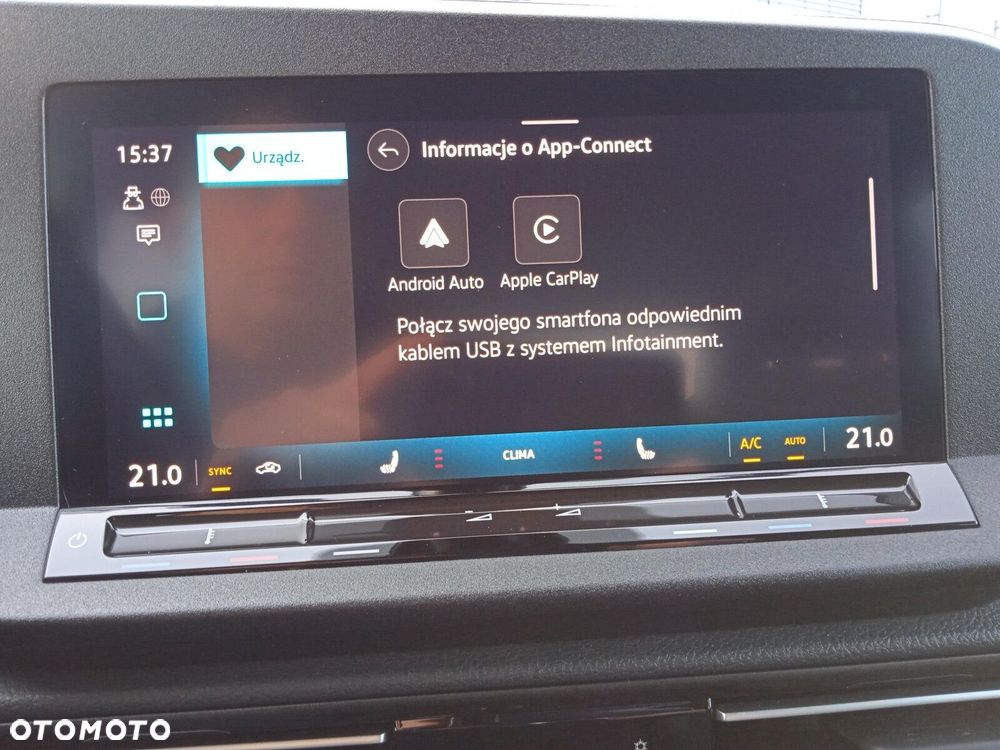 15:37
Urządz.
Informacje o App-Connect
Android Auto
Apple CarPlay
Połącz swojego smartfona odpowiednim
kablem USB z systemem Infotainment.
21.0
SYNC
CLIMA
A/C
AUTO
21.0
OTOMOTO